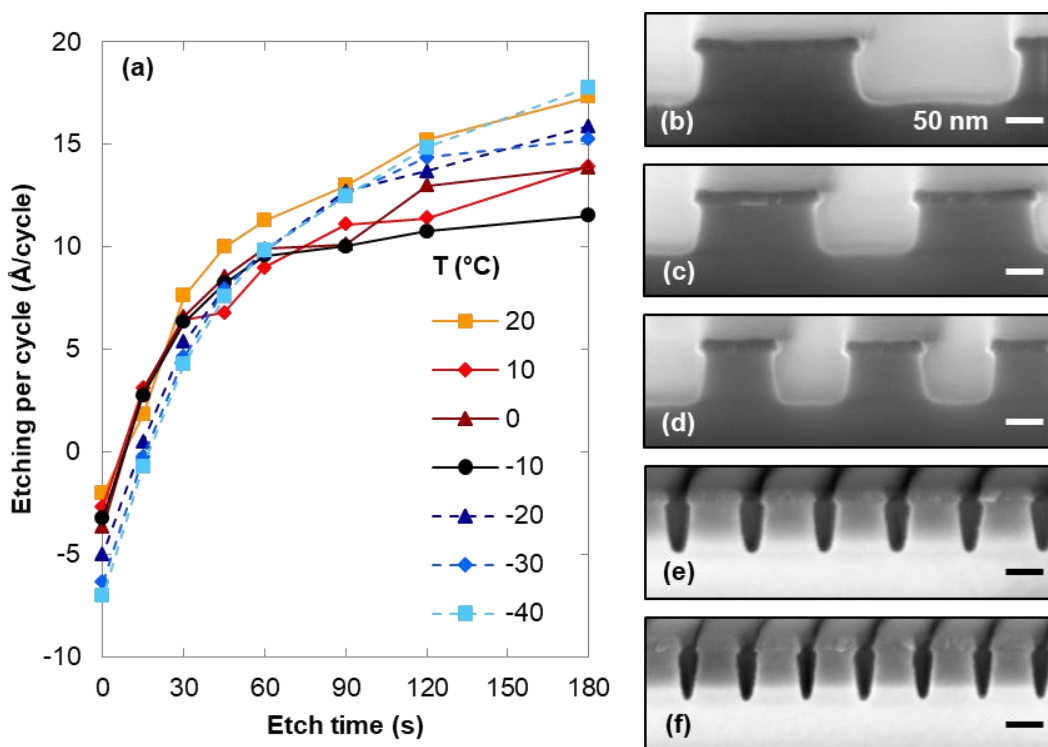 (a)
Etching per cycle (Å/cycle)
20
15
10
5
0
-5
-10
T (°C)
20
10
0
-10
-20
-30
-40
0 30 60 90 120 150 180
Etch time (s)
(b) 50 nm
(c)
(d)
(e)
(f)